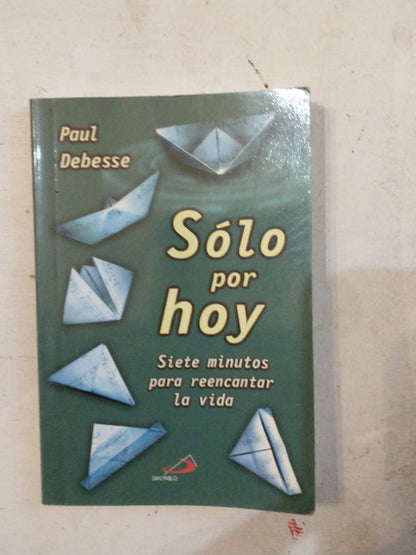 Paul
Debesse
Sólo
por
hoy
Siete minutos
para reencantar
la vida
SAN PABLO